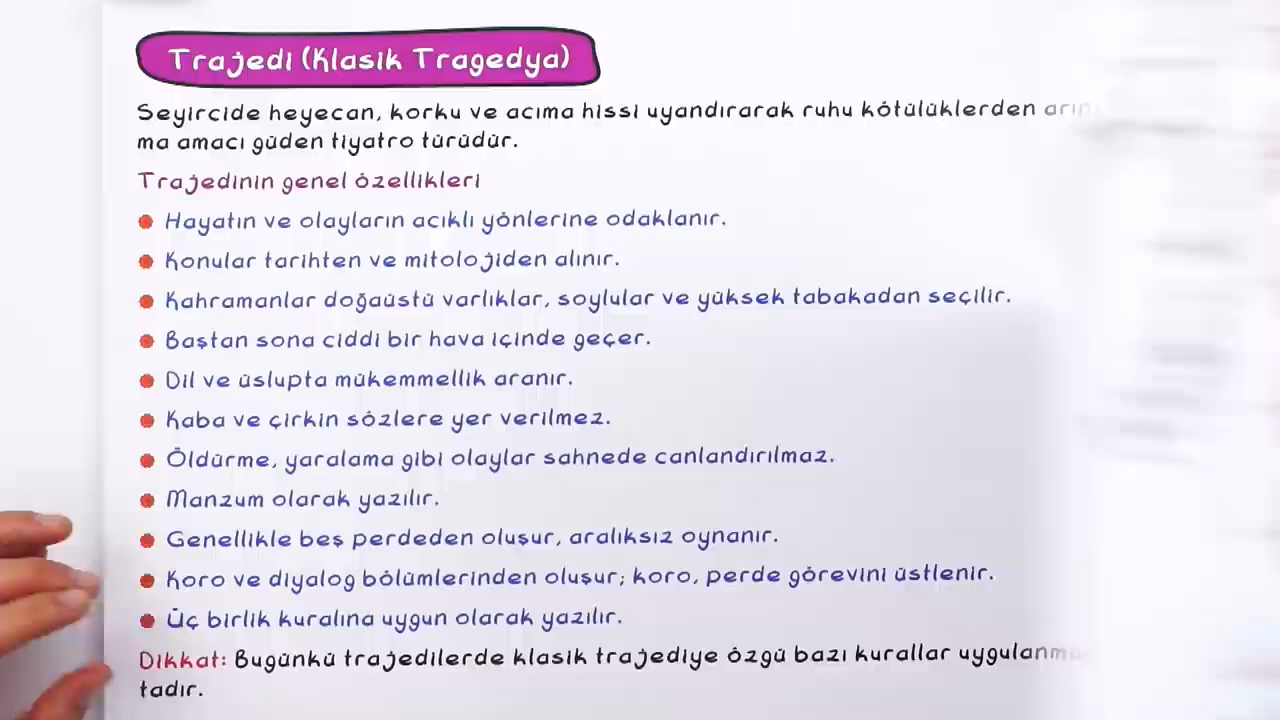 Trajedi (Klasik Tragedya)
Seyircide heyecan, korku ve acıma hissi uyandırarak ruhu kötülüklerden
ma amacı güden tiyatro türüdür.
Trajedinin genel özellikleri
Hayatın ve olayların acıklı yönlerine odaklanır.
Konular tarihten ve mitolojiden alınır.
Kahramanlar doğaüstü varlıklar, soylular ve yüksek tabakadan seçilir.
Baştan sona ciddi bir hava içinde geçer.
Dil ve üslupta mükemmellik aranır.
Kaba ve çirkin sözlere yer verilmez.
Öldürme, yaralama gibi olaylar sahnede canlandırılmaz.
Manzum olarak yazılır.
Genellikle beş perdeden oluşur, aralıksız oynanır.
Koro ve diyalog bölümlerinden oluşur; koro, perde görevini üstlenir.
Üç birlik kuralına uygun olarak yazılır.
Dikkat: Bugünkü trajedilerde klasik trajediye özgü bazı kurallar
tadır.